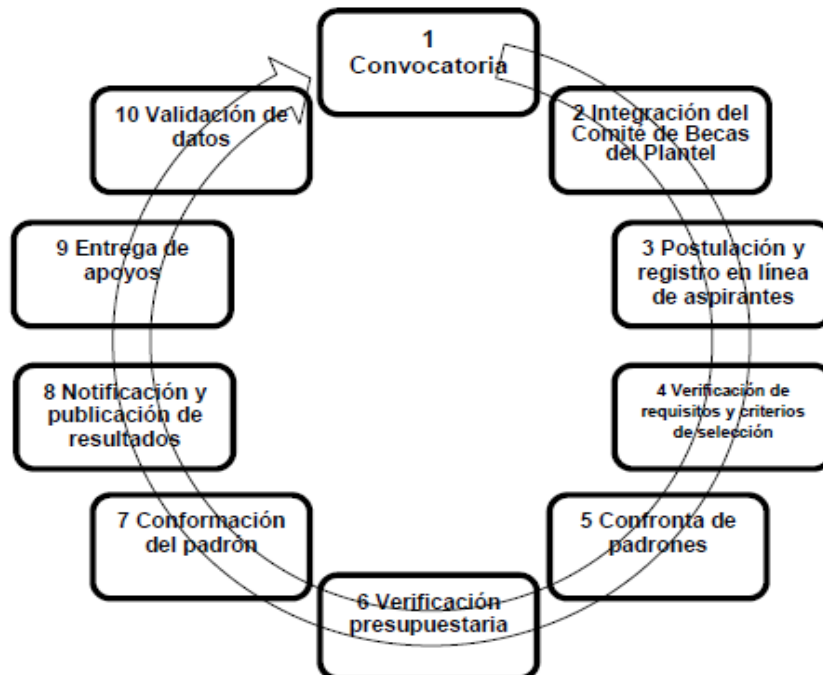 1
Convocatoria
2 Integración del
Comité de Becas
del Plantel
3 Postulación y
registro en línea
de aspirantes
4 Verificación de
requisitos y criterios
de selección
5 Confronta de
padrones
6 Verificación
presupuestaria
7 Conformación
del padrón
8 Notificación y
publicación de
resultados
9 Entrega de
apoyos
10 Validación de
datos